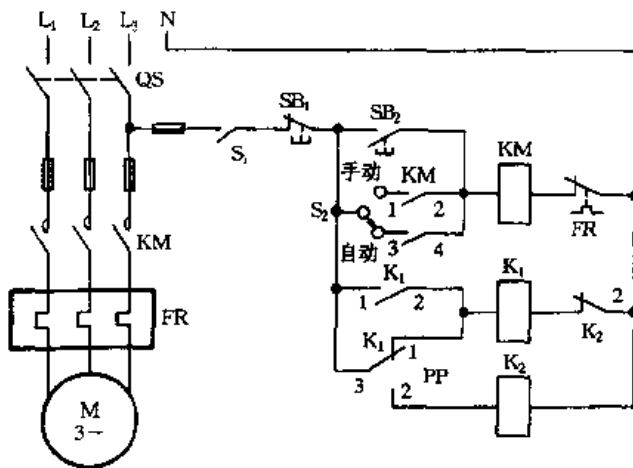 L₁ L₂ L₃ N
QS
SB₁ SB₂
S₁
手动 KM KM
1 2
S₂ FR
自动 3 4
KM
K₁ K₁
1 2 2
K₂
FR
K₁ 1 K₂
3 PP
2
M
3~